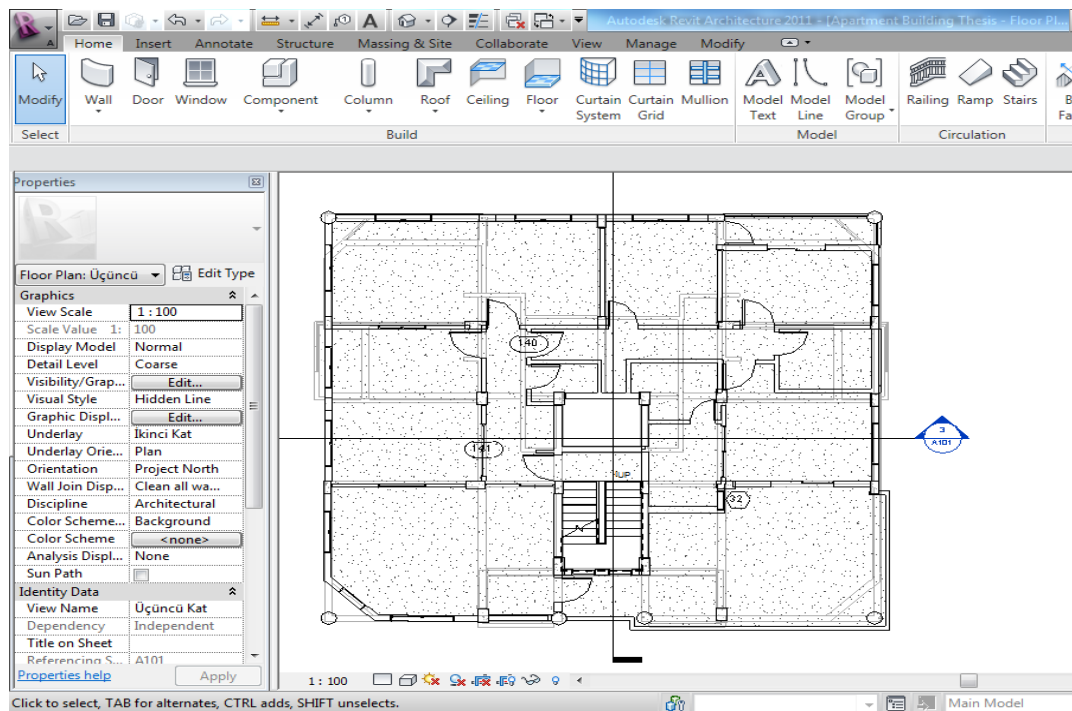 Autodesk Revit Architecture 2011 - [Apartment Building Thesis - Floor Pl...
Home Insert Annotate Structure Massing & Site Collaborate View Manage Modify
Modify Wall Door Window Component Column Roof Ceiling Floor Curtain System Curtain Grid Mullion Model Text Model Line Model Group Railing Ramp Stairs
Select Build Model Circulation
Properties
Floor Plan: Üçüncü Edit Type
Graphics
View Scale 1 : 100
Scale Value 1: 100
Display Model Normal
Detail Level Coarse
Visibility/Grap... Edit...
Visual Style Hidden Line
Graphic Displ... Edit...
Underlay İkinci Kat
Underlay Orie... Plan
Orientation Project North
Wall Join Disp... Clean all wa...
Discipline Architectural
Color Scheme... Background
Color Scheme <none>
Analysis Displ... None
Sun Path
Identity Data
View Name Üçüncü Kat
Dependency Independent
Title on Sheet
Referencing S... A101
Properties help Apply
140
141
UP
32
3
A101
1 : 100
Click to select, TAB for alternates, CTRL adds, SHIFT unselects.
Main Model